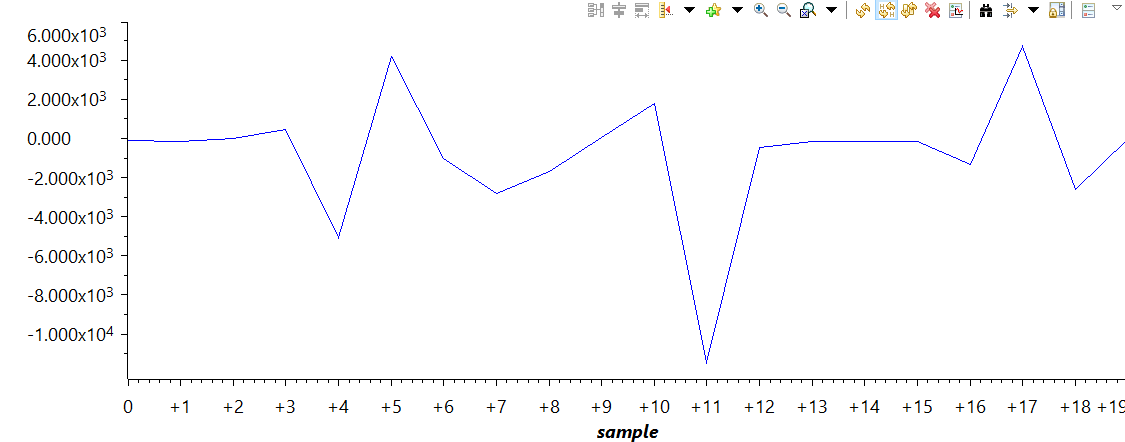 6.000x10³
4.000x10³
2.000x10³
0.000
-2.000x10³
-4.000x10³
-6.000x10³
-8.000x10³
-1.000x10⁴
0 +1 +2 +3 +4 +5 +6 +7 +8 +9 +10 +11 +12 +13 +14 +15 +16 +17 +18 +19
sample